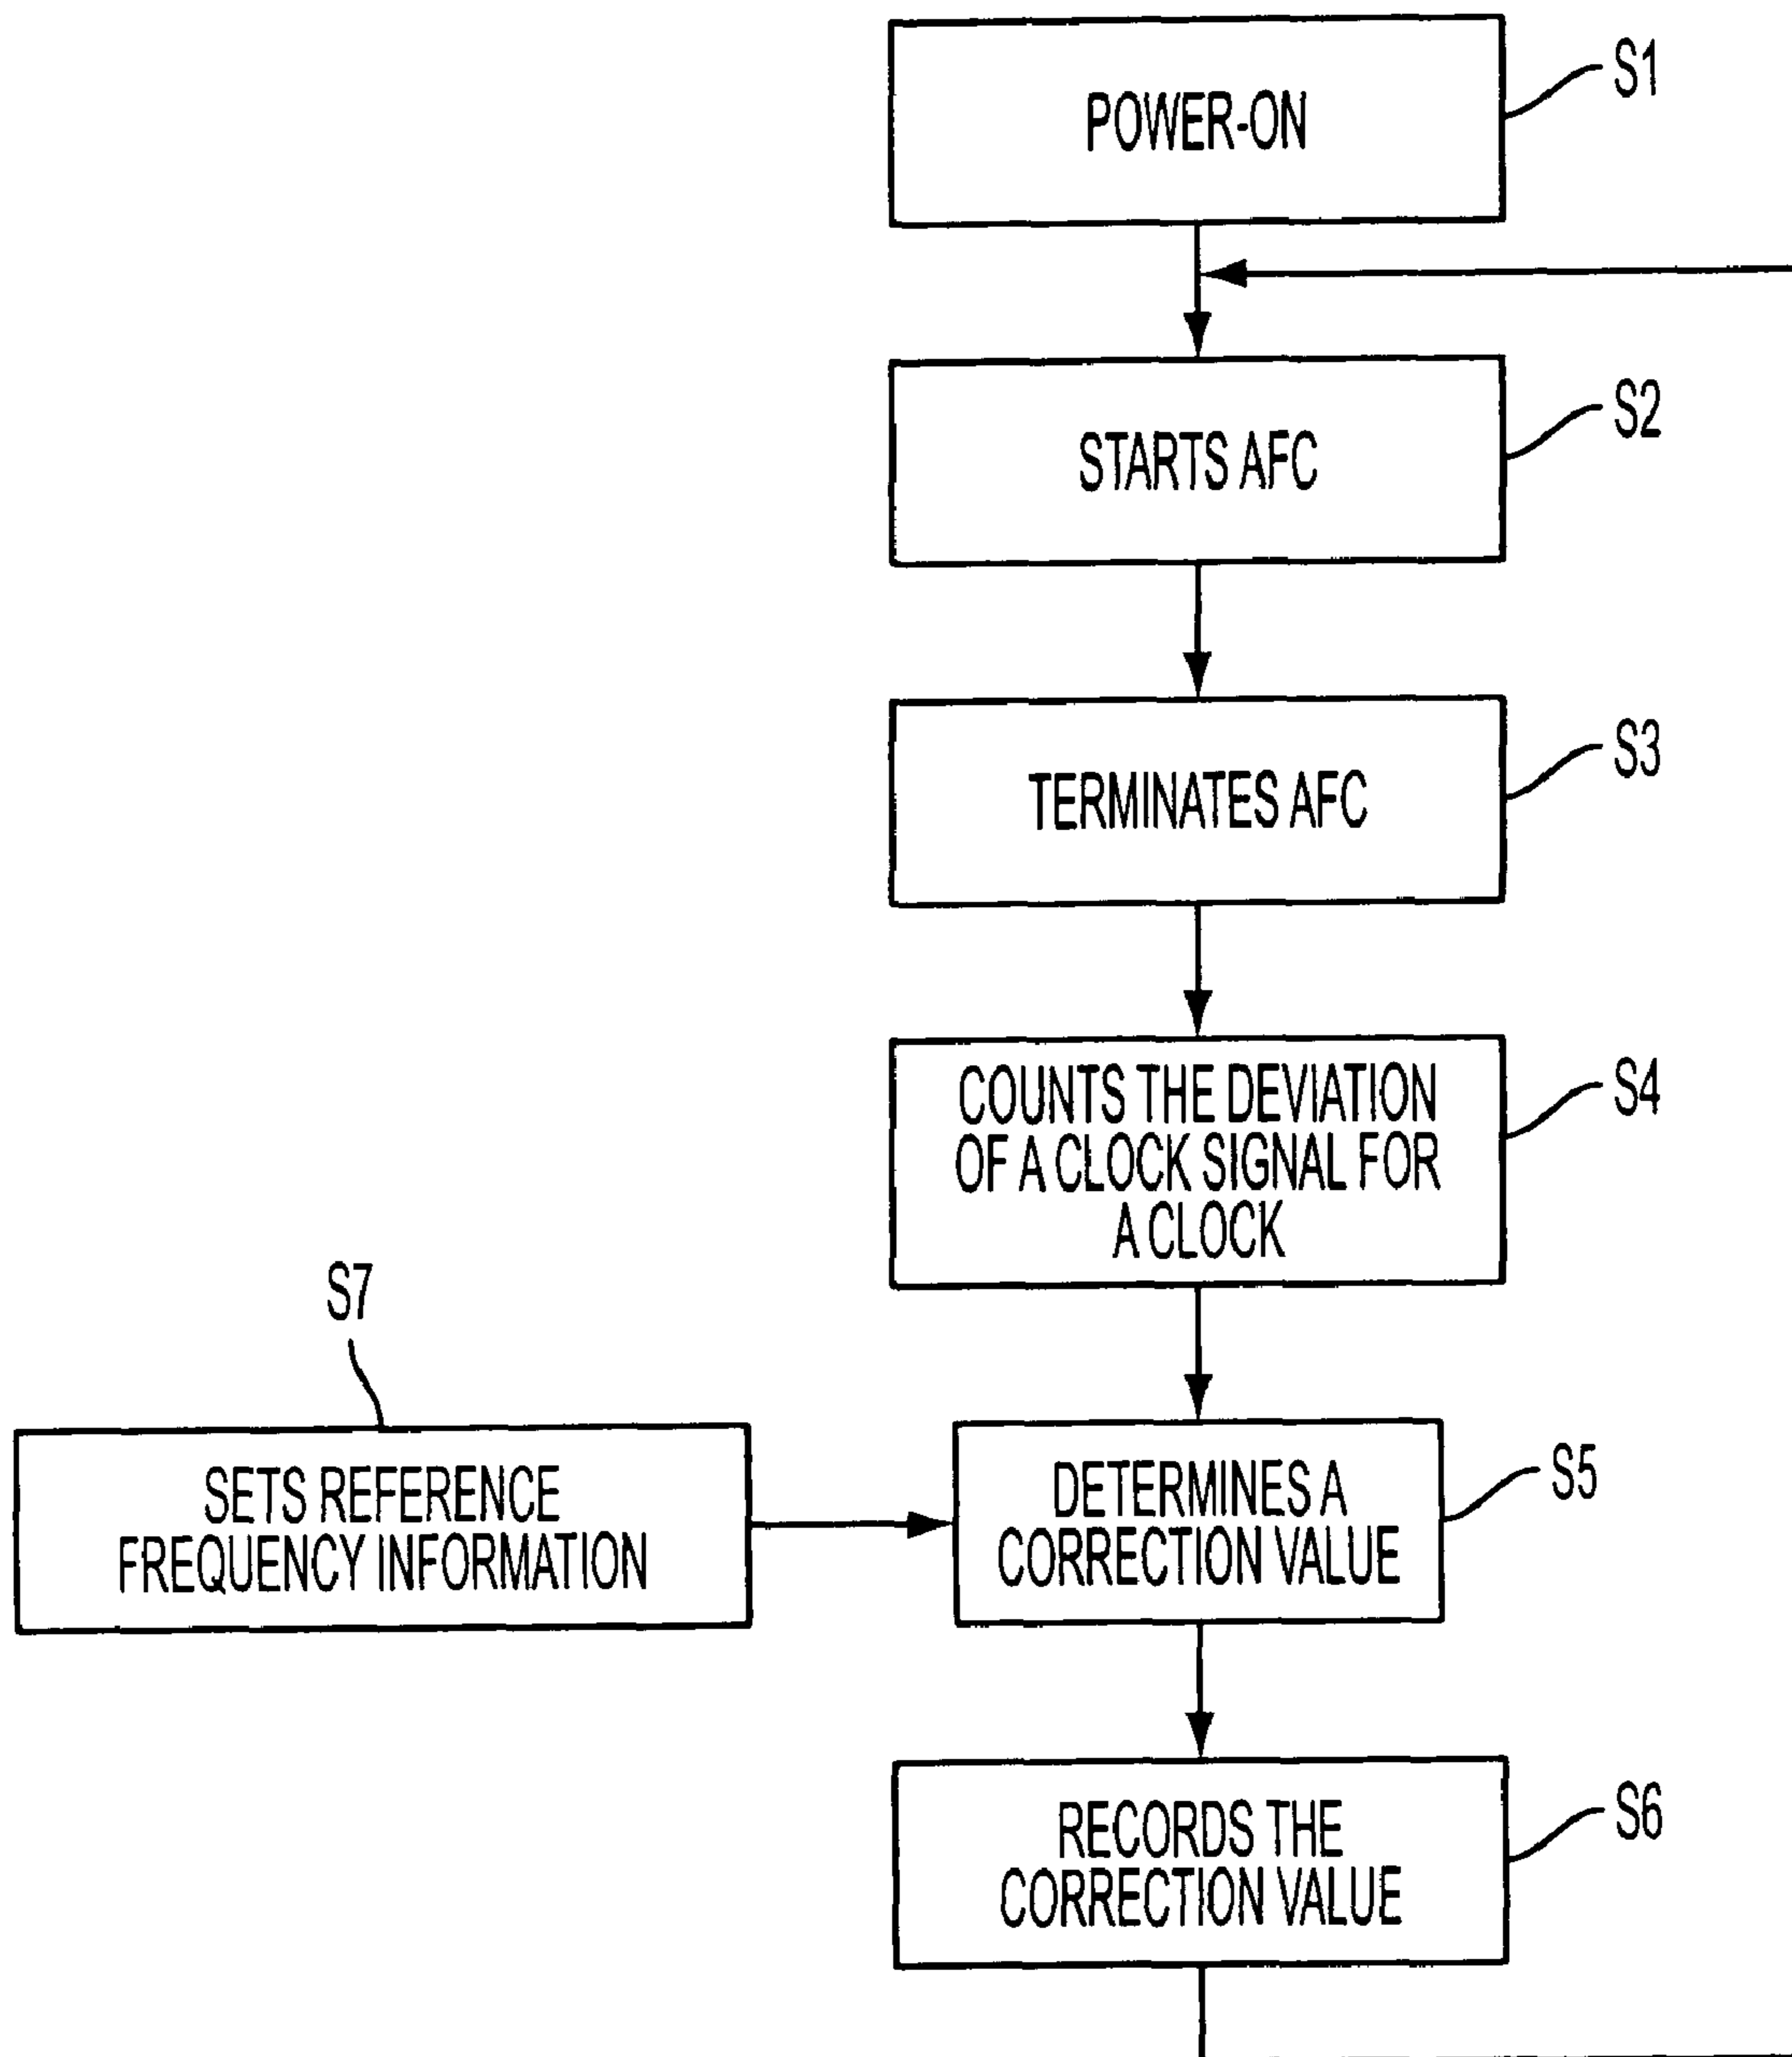 POWER-ON
S1
STARTS AFC
S2
TERMINATES AFC
S3
COUNTS THE DEVIATION
OF A CLOCK SIGNAL FOR
A CLOCK
S4
S7
SETS REFERENCE
FREQUENCY INFORMATION
DETERMINES A
CORRECTION VALUE
S5
RECORDS THE
CORRECTION VALUE
S6